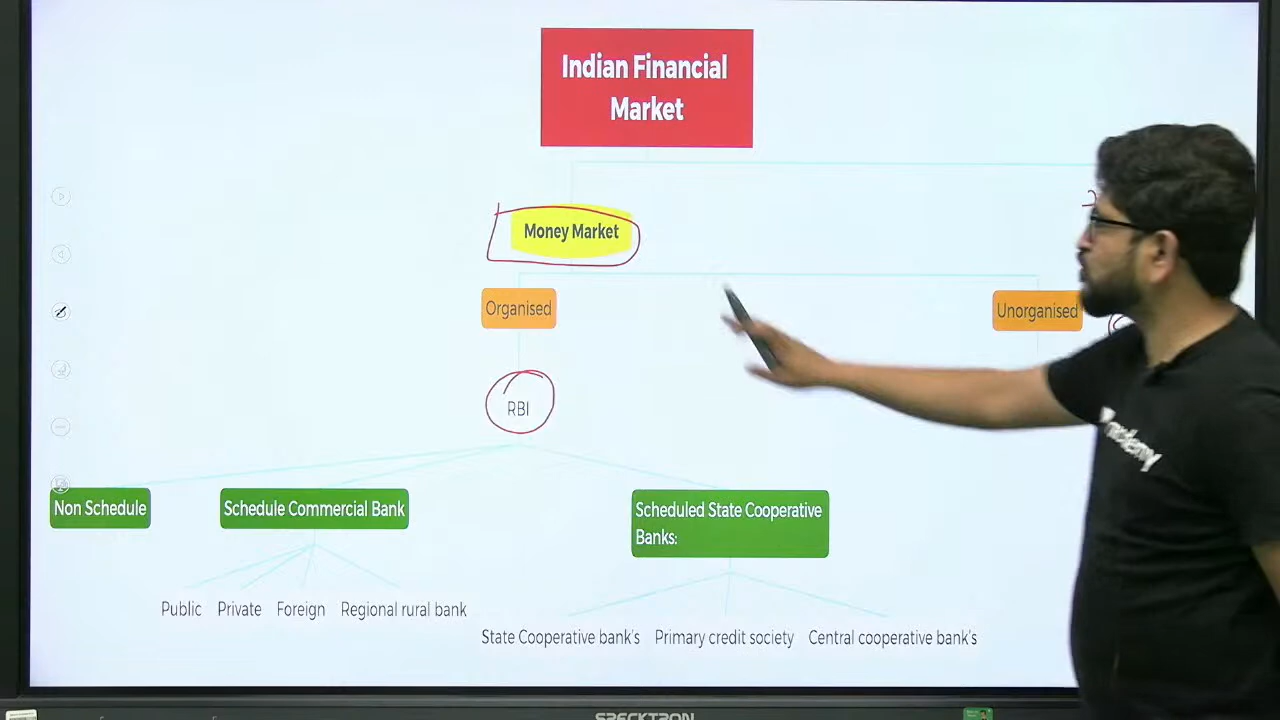 Indian Financial
Market
Money Market
Organised
Unorganised
RBI
Non Schedule
Schedule Commercial Bank
Scheduled State Cooperative
Banks:
Public
Private
Foreign
Regional rural bank
State Cooperative bank's
Primary credit society
Central cooperative bank's
SPECKTRON